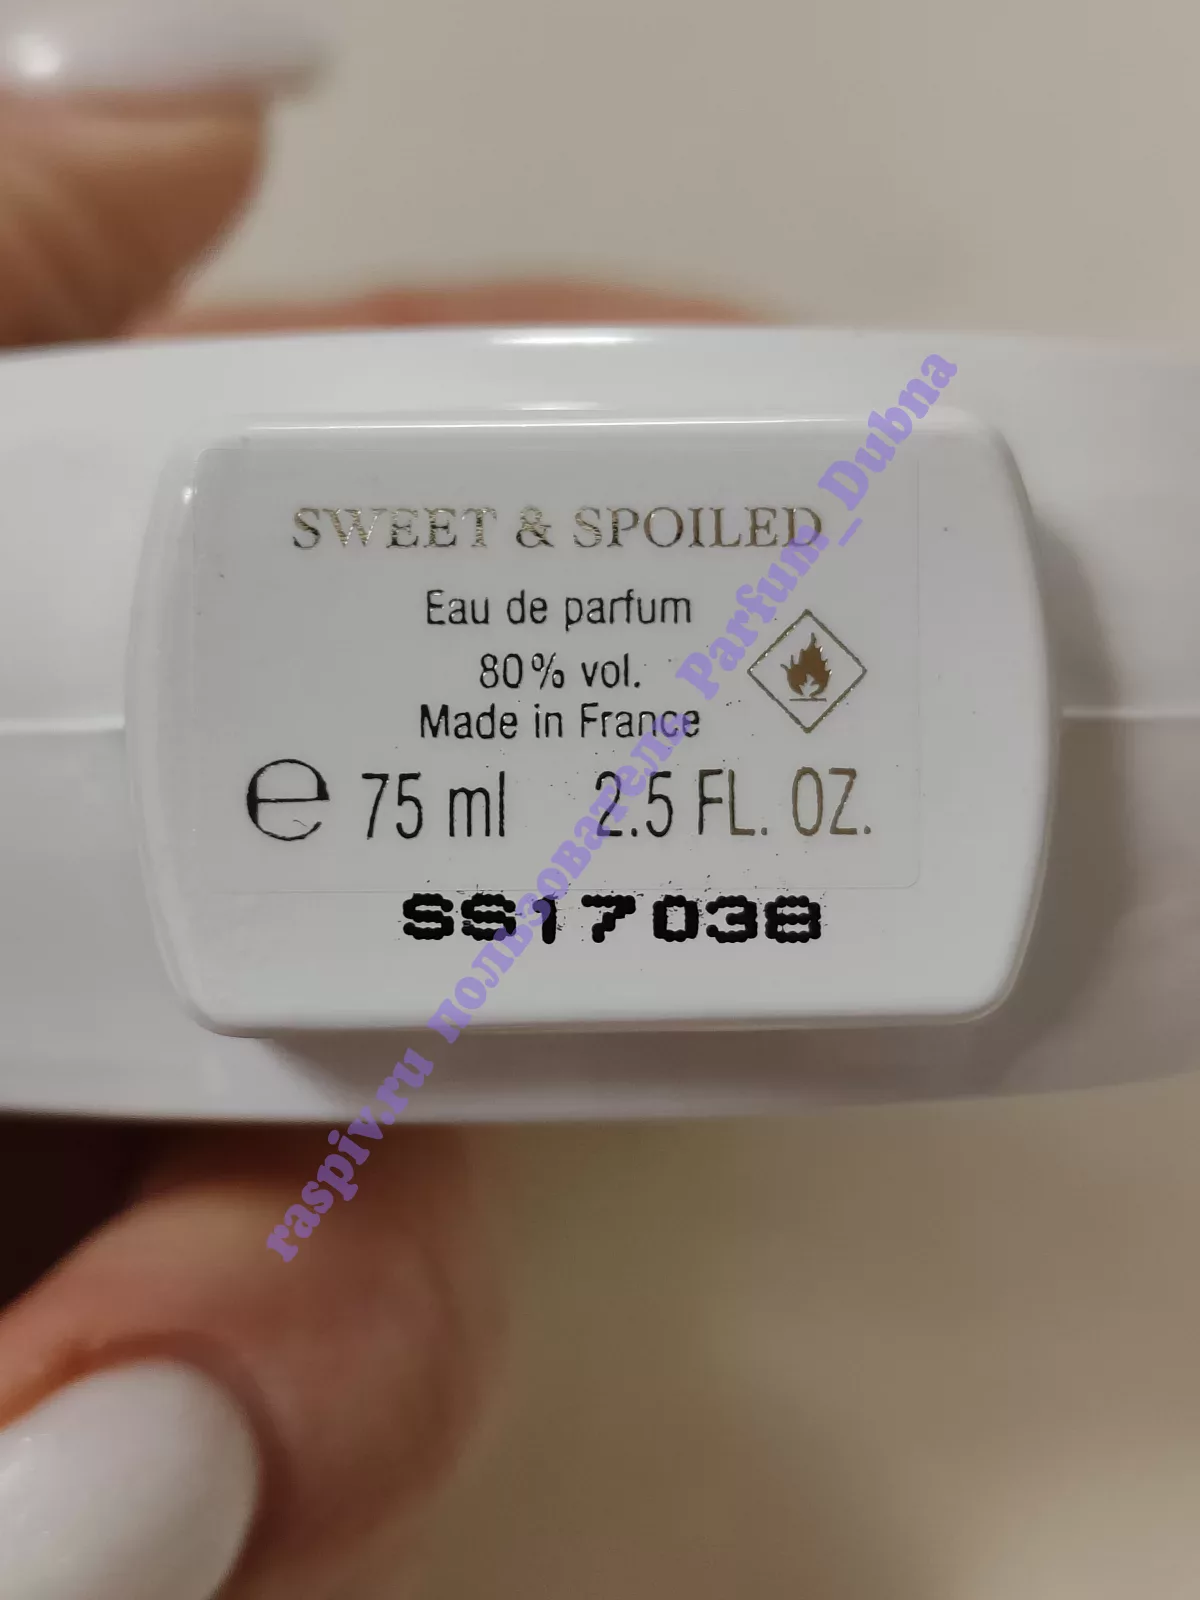 SWEET & SPOILED
Eau de parfum
80% vol.
Made in France
℮ 75 ml 2.5 FL. OZ.
SS17038
raspiv.ru пользователь Parfum_Dubna